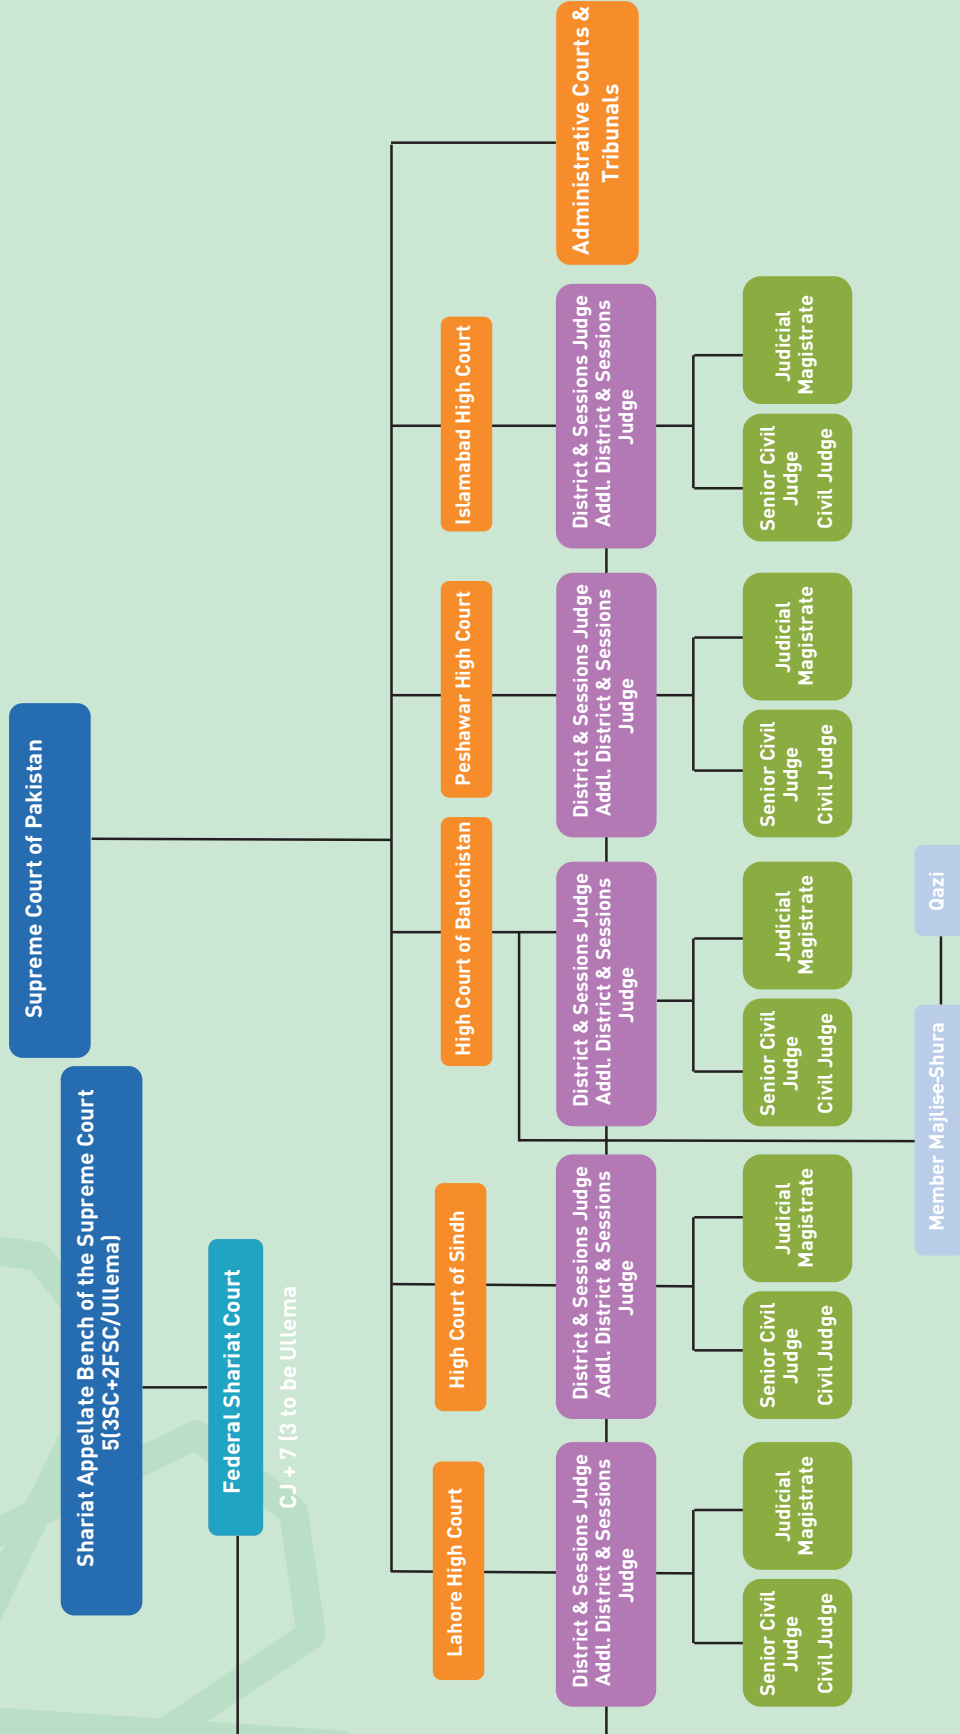 Supreme Court of Pakistan
Shariat Appellate Bench of the Supreme Court
5(3SC+2FSC/Ullema)
Federal Shariat Court
CJ + 7 (3 to be Ullema
Lahore High Court
High Court of Sindh
High Court of Balochistan
Peshawar High Court
Islamabad High Court
Administrative Courts &
Tribunals
District & Sessions Judge
Addl. District & Sessions
Judge
District & Sessions Judge
Addl. District & Sessions
Judge
District & Sessions Judge
Addl. District & Sessions
Judge
District & Sessions Judge
Addl. District & Sessions
Judge
District & Sessions Judge
Addl. District & Sessions
Judge
Senior Civil
Judge
Civil Judge
Judicial
Magistrate
Senior Civil
Judge
Civil Judge
Judicial
Magistrate
Senior Civil
Judge
Civil Judge
Judicial
Magistrate
Senior Civil
Judge
Civil Judge
Judicial
Magistrate
Senior Civil
Judge
Civil Judge
Judicial
Magistrate
Member Majlise-Shura
Qazi